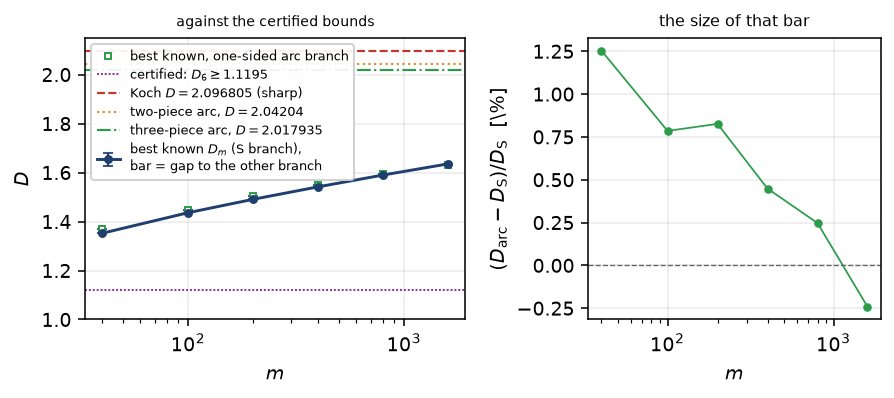 against the certified bounds
best known, one-sided arc branch
certified: D₆ ≥ 1.1195
Koch D = 2.096805 (sharp)
two-piece arc, D = 2.04204
three-piece arc, D = 2.017935
best known Dₘ (S branch),
bar = gap to the other branch
D
2.0
1.8
1.6
1.4
1.2
1.0
10²
10³
m
the size of that bar
(D_arc − D_S)/D_S [\%]
1.25
1.00
0.75
0.50
0.25
0.00
−0.25
10²
10³
m